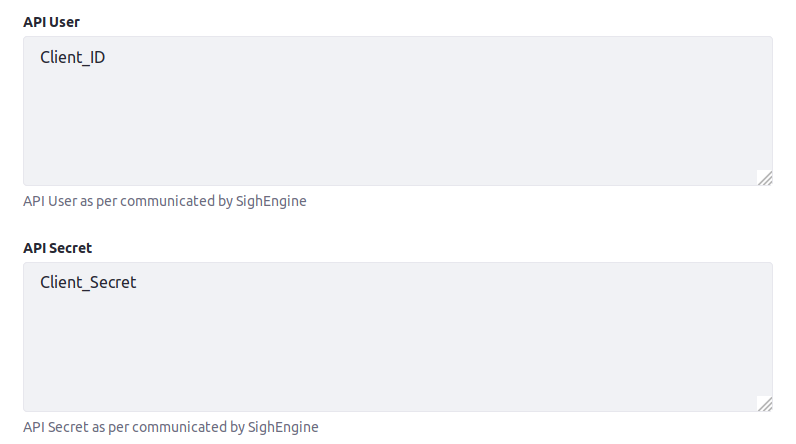 API User
Client_ID
API User as per communicated by SighEngine
API Secret
Client_Secret
API Secret as per communicated by SighEngine